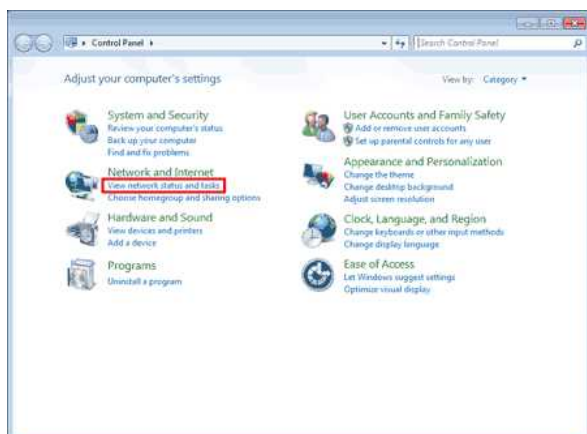 Control Panel
Search Control Panel
Adjust your computer's settings
View by: Category
System and Security
Review your computer's status
Back up your computer
Find and fix problems
Network and Internet
View network status and tasks
Choose homegroup and sharing options
Hardware and Sound
View devices and printers
Add a device
Programs
Uninstall a program
User Accounts and Family Safety
Add or remove user accounts
Set up parental controls for any user
Appearance and Personalization
Change the theme
Change desktop background
Adjust screen resolution
Clock, Language, and Region
Change keyboards or other input methods
Change display language
Ease of Access
Let Windows suggest settings
Optimize visual display